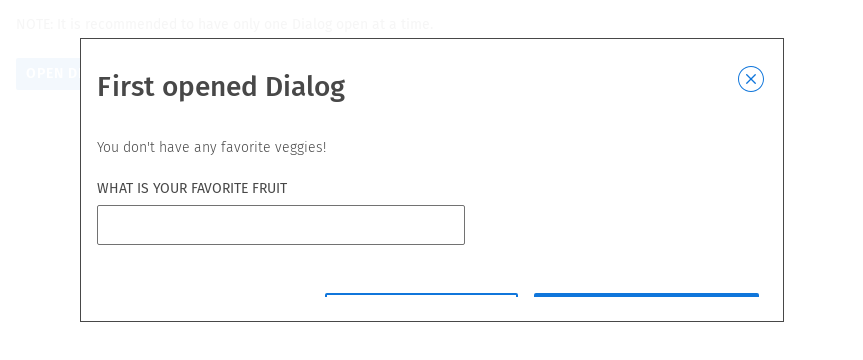 NOTE: It is recommended to have only one Dialog open at a time.
OPEN D
First opened Dialog
You don't have any favorite veggies!
WHAT IS YOUR FAVORITE FRUIT